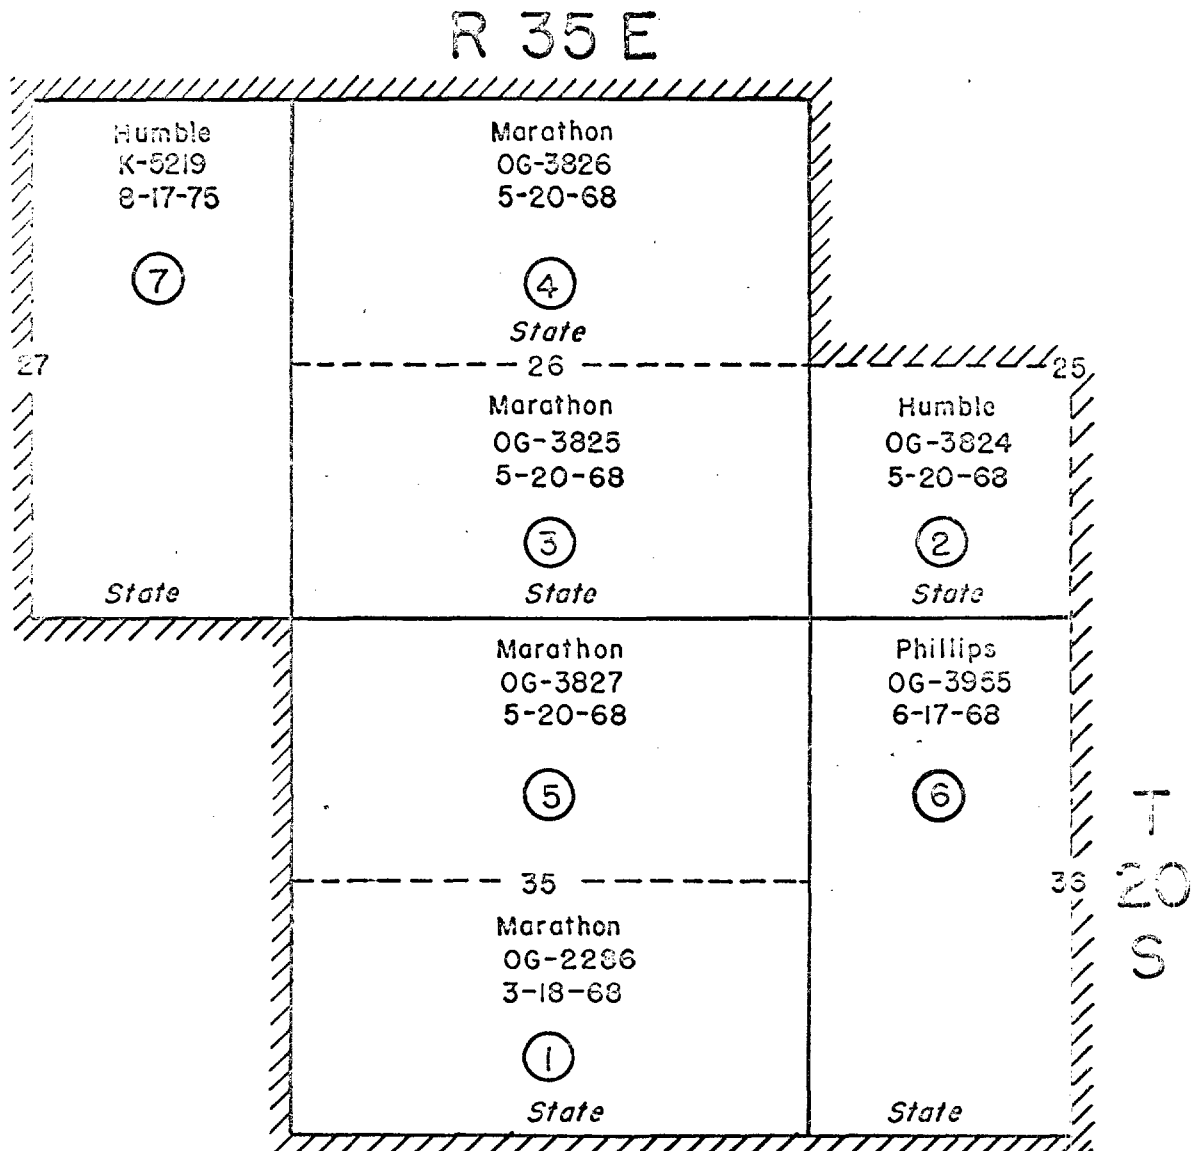 R 35 E
Humble
K-5219
8-17-75
7
State
Marathon
OG-3826
5-20-68
4
State
27
26
25
Marathon
OG-3825
5-20-68
3
State
Humble
OG-3824
5-20-68
2
State
Marathon
OG-3827
5-20-68
5
Phillips
OG-3955
6-17-68
6
State
35
36
Marathon
OG-2286
3-18-68
1
State
T
20
S